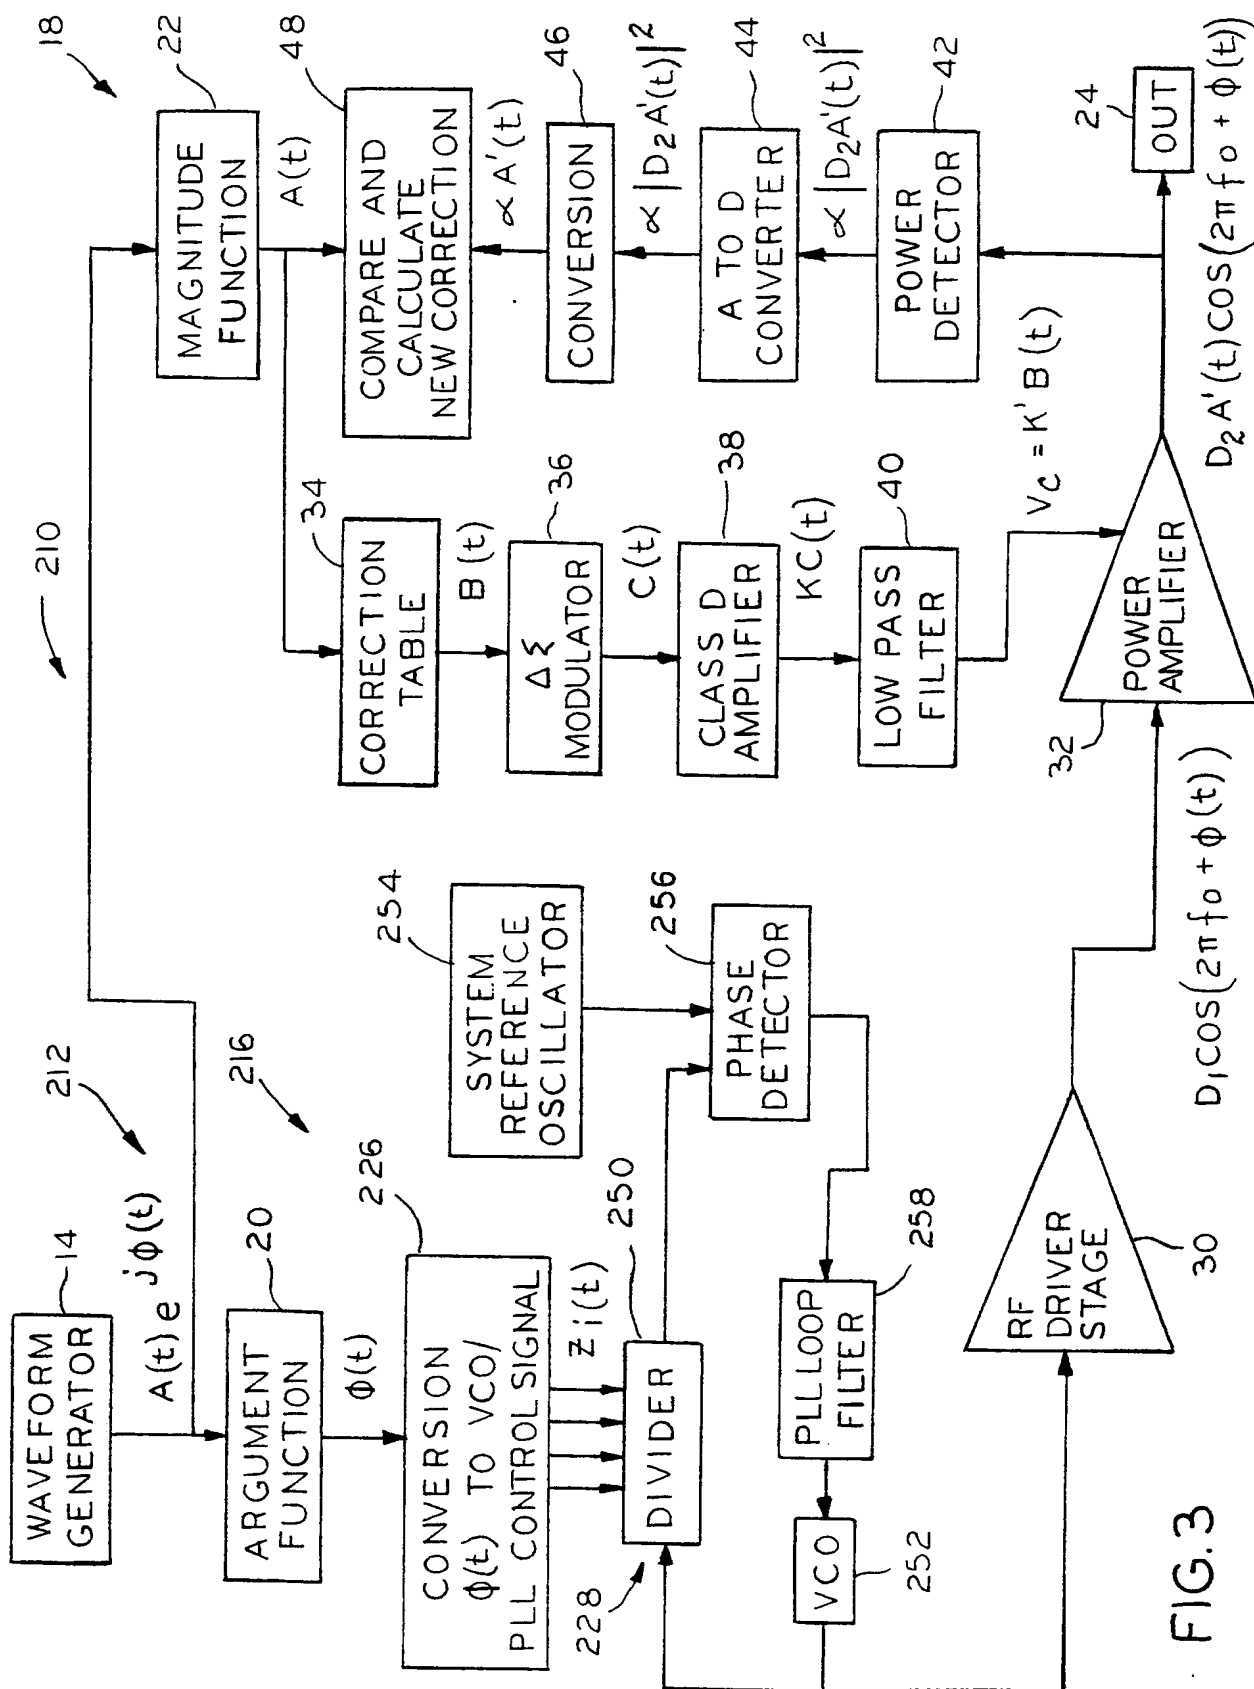 210
212
14
WAVEFORM
GENERATOR
A(t)e jϕ(t)
20
ARGUMENT
FUNCTION
ϕ(t)
216
226
CONVERSION
ϕ(t) TO VCO/
PLL CONTROL SIGNAL
Zi(t)
250
DIVIDER
228
254
SYSTEM
REFERENCE
OSCILLATOR
256
PHASE
DETECTOR
258
PLL LOOP
FILTER
VCO
252
RF
DRIVER
STAGE
30
D₁COS(2πfo + ϕ(t))
18
22
MAGNITUDE
FUNCTION
A(t)
34
CORRECTION
TABLE
B(t)
36
ΔΣ
MODULATOR
C(t)
38
CLASS D
AMPLIFIER
KC(t)
40
LOW PASS
FILTER
Vc = K'B(t)
48
COMPARE AND
CALCULATE
NEW CORRECTION
∝ A'(t)
46
CONVERSION
∝ |D₂A'(t)|²
44
A TO D
CONVERTER
∝ |D₂A'(t)|²
42
POWER
DETECTOR
32
POWER
AMPLIFIER
24
OUT
D₂A'(t)COS(2πfo + ϕ(t))
FIG.3